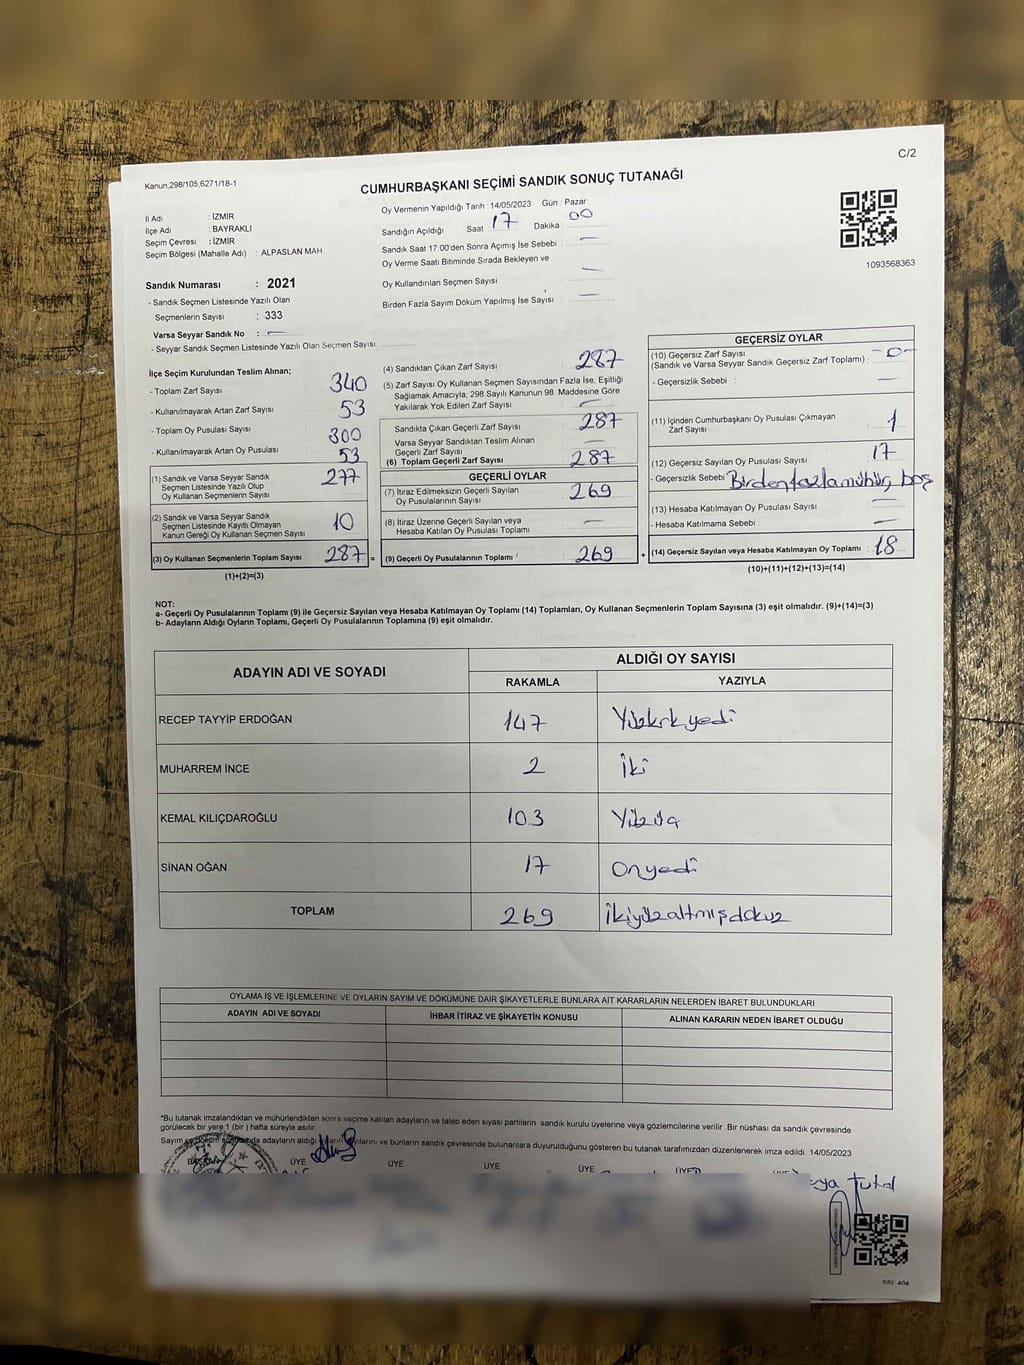 C/2
Kanun;298/105,6271/18-1
CUMHURBAŞKANI SEÇİMİ SANDIK SONUÇ TUTANAĞI
İl Adı : İZMİR
İlçe Adı : BAYRAKLI
Seçim Çevresi : İZMİR
Seçim Bölgesi (Mahalle Adı) : ALPASLAN MAH
Oy Vermenin Yapıldığı Tarih : 14/05/2023 Gün : Pazar
Sandığın Açıldığı Saat 17 Dakika 00
Sandık Saat 17:00'den Sonra Açımış İse Sebebi : —
Oy Verme Saati Bitiminde Sırada Bekleyen ve
Oy Kullandırılan Seçmen Sayısı : —
Birden Fazla Sayım Döküm Yapılmış İse Sayısı : —
1093568363
Sandık Numarası : 2021
- Sandık Seçmen Listesinde Yazılı Olan
Seçmenlerin Sayısı : 333
Varsa Seyyar Sandık No : —
- Seyyar Sandık Seçmen Listesinde Yazılı Olan Seçmen Sayısı
İlçe Seçim Kurulundan Teslim Alınan;
- Toplam Zarf Sayısı 340
- Kullanılmayarak Artan Zarf Sayısı 53
- Toplam Oy Pusulası Sayısı 300
- Kullanılmayarak Artan Oy Pusulası 53
(1) Sandık ve Varsa Seyyar Sandık
Seçmen Listesinde Yazılı Olup
Oy Kullanan Seçmenlerin Sayısı 277
(2) Sandık ve Varsa Seyyar Sandık
Seçmen Listesinde Kayıtlı Olmayan
Kanun Gereği Oy Kullanan Seçmen Sayısı 10
(3) Oy Kullanan Seçmenlerin Toplam Sayısı 287 =
(1)+(2)=(3)
(4) Sandıktan Çıkan Zarf Sayısı 287
(5) Zarf Sayısı Oy Kullanan Seçmen Sayısından Fazla İse, Eşitliği
Sağlamak Amacıyla, 298 Sayılı Kanunun 98. Maddesine Göre
Yakılarak Yok Edilen Zarf Sayısı —
Sandıkta Çıkan Geçerli Zarf Sayısı 287
Varsa Seyyar Sandıktan Teslim Alınan
Geçerli Zarf Sayısı —
(6) Toplam Geçerli Zarf Sayısı 287
GEÇERLİ OYLAR
(7) İtiraz Edilmeksizin Geçerli Sayılan
Oy Pusulalarının Sayısı 269
(8) İtiraz Üzerine Geçerli Sayılan veya
Hesaba Katılan Oy Pusulası Toplamı —
(9) Geçerli Oy Pusulalarının Toplamı 269 +
GEÇERSİZ OYLAR
(10) Geçersiz Zarf Sayısı
(Sandık ve Varsa Seyyar Sandık Geçersiz Zarf Toplamı) : -0-
- Geçersizlik Sebebi : —
(11) İçinden Cumhurbaşkanı Oy Pusulası Çıkmayan
Zarf Sayısı 1
(12) Geçersiz Sayılan Oy Pusulası Sayısı 17
- Geçersizlik Sebebi Birden fazla mühür, boş
(13) Hesaba Katılmayan Oy Pusulası Sayısı —
- Hesaba Katılmama Sebebi : —
(14) Geçersiz Sayılan veya Hesaba Katılmayan Oy Toplamı 18
(10)+(11)+(12)+(13)=(14)
NOT:
a- Geçerli Oy Pusulalarının Toplamı (9) ile Geçersiz Sayılan veya Hesaba Katılmayan Oy Toplamı (14) Toplamları, Oy Kullanan Seçmenlerin Toplam Sayısına (3) eşit olmalıdır. (9)+(14)=(3)
b- Adayların Aldığı Oyların Toplamı, Geçerli Oy Pusulalarının Toplamına (9) eşit olmalıdır.
ADAYIN ADI VE SOYADI ALDIĞI OY SAYISI
RAKAMLA YAZIYLA
RECEP TAYYİP ERDOĞAN 147 Yüzkırkyedi
MUHARREM İNCE 2 İki
KEMAL KILIÇDAROĞLU 103 Yüzüç
SİNAN OĞAN 17 Onyedi
TOPLAM 269 İkiyüzaltmışdokuz
OYLAMA İŞ VE İŞLEMLERİNE VE OYLARIN SAYIM VE DÖKÜMÜNE DAİR ŞİKAYETLERLE BUNLARA AİT KARARLARIN NELERDEN İBARET BULUNDUKLARI
ADAYIN ADI VE SOYADI İHBAR İTİRAZ VE ŞİKAYETİN KONUSU ALINAN KARARIN NEDEN İBARET OLDUĞU
*Bu tutanak imzalandıktan ve mühürlendikten sonra seçime katılan adayların ve talep eden siyasi partilerin sandık kurulu üyelerine veya gözlemcilerine verilir. Bir nüshası da sandık çevresinde
görülecek bir yere 1 (bir ) hafta süreyle asılır.
Sayım adayların aldığı ve bunların sandık çevresinde bulunanlara duyurulduğunu gösteren bu tutanak tarafımızdan düzenlenerek imza edildi. 14/05/2023
BAŞKAN ÜYE ÜYE ÜYE ÜYE ÜYE
Tutal